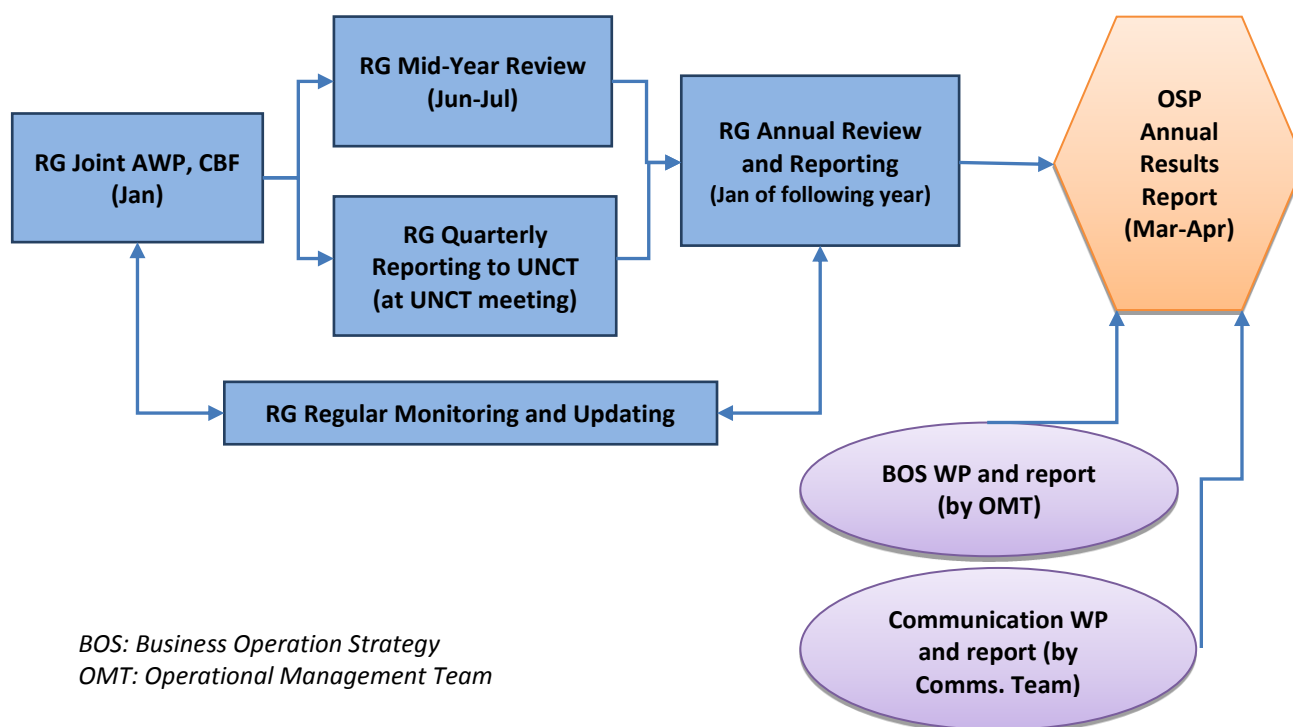 RG Mid-Year Review
(Jun-Jul)
RG Joint AWP, CBF
(Jan)
RG Quarterly
Reporting to UNCT
(at UNCT meeting)
RG Annual Review
and Reporting
(Jan of following year)
OSP
Annual
Results
Report
(Mar-Apr)
RG Regular Monitoring and Updating
BOS WP and report
(by OMT)
Communication WP
and report (by
Comms. Team)
BOS: Business Operation Strategy
OMT: Operational Management Team